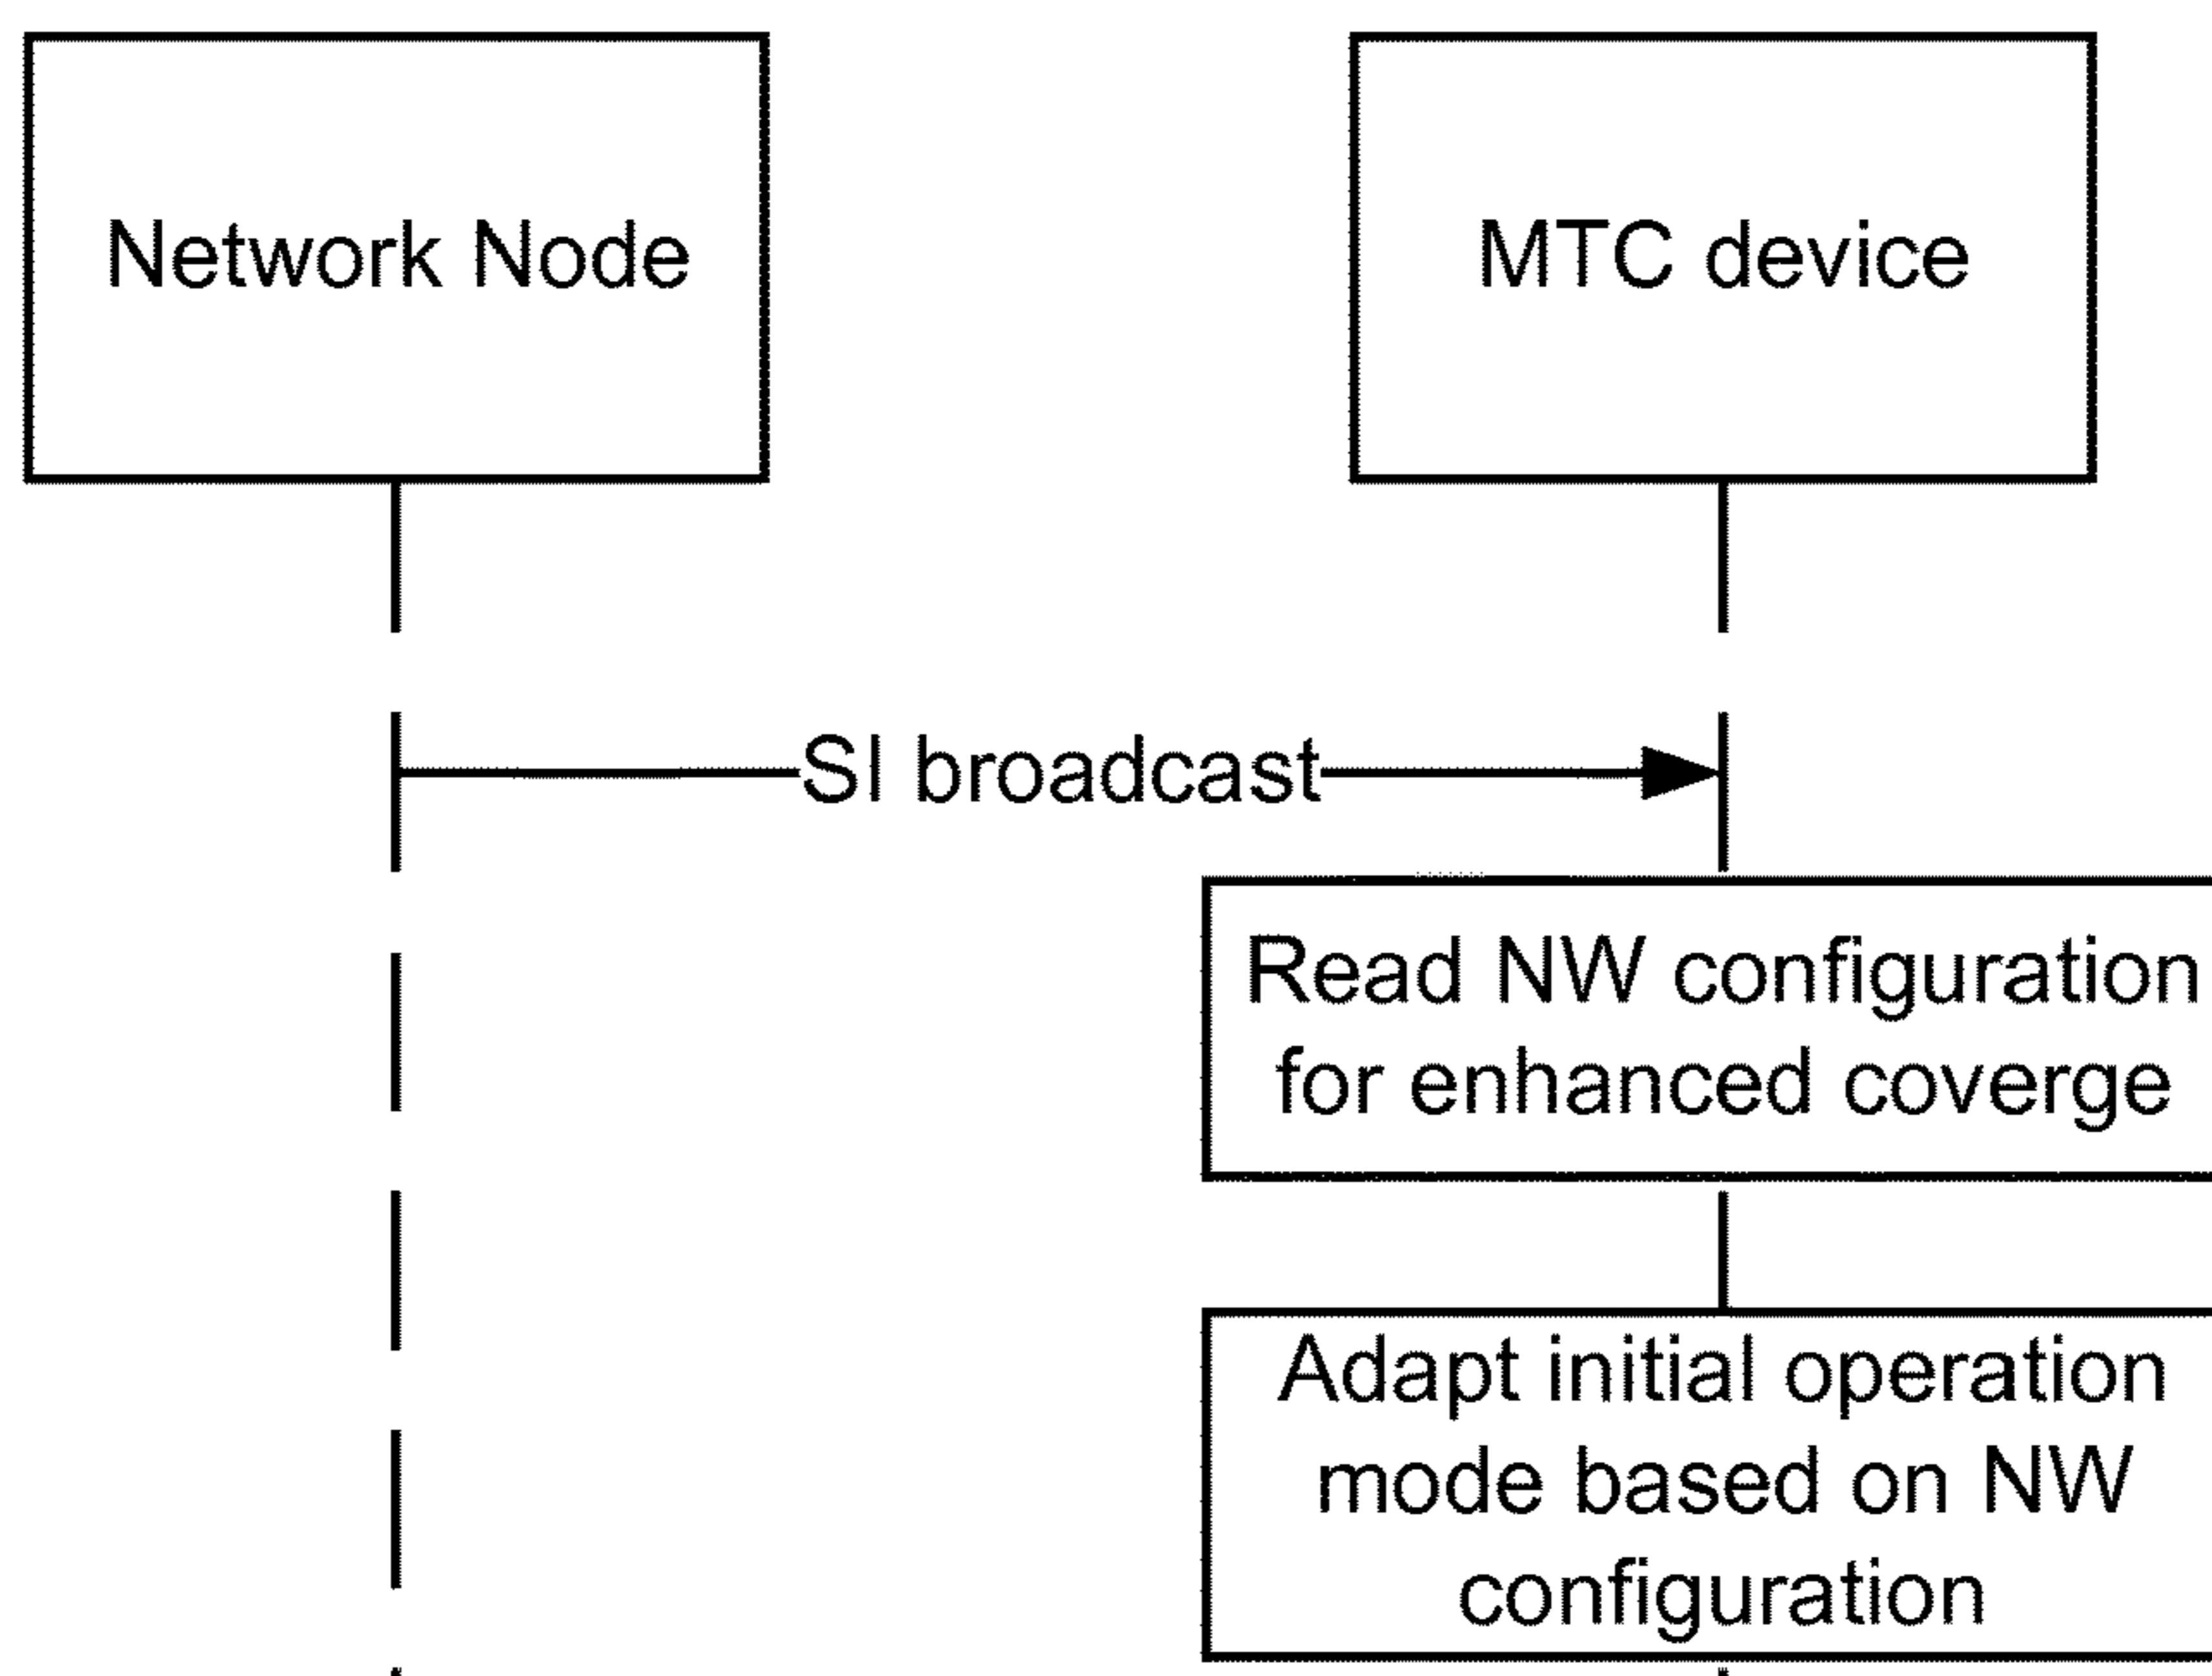 Network Node
MTC device
SI broadcast
Read NW configuration
for enhanced coverge
Adapt initial operation
mode based on NW
configuration